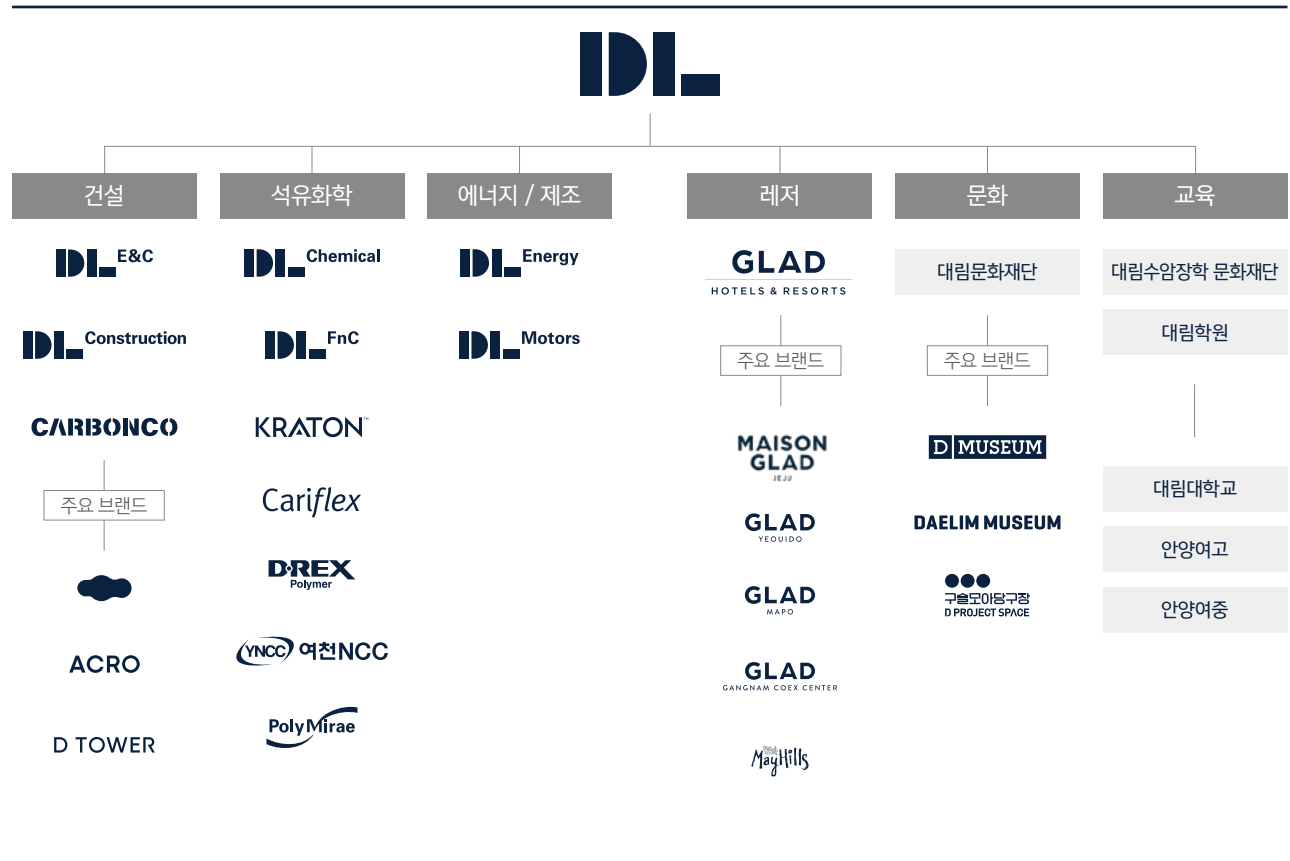 DL
건설
석유화학
에너지 / 제조
레저
문화
교육
DL E&C
DL Construction
CARBONCO
주요 브랜드
ACRO
D TOWER
DL Chemical
DL FnC
KRATON™
Cariflex
D·REX
Polymer
YNCC 여천NCC
PolyMirae
DL Energy
DL Motors
GLAD
HOTELS & RESORTS
주요 브랜드
MAISON
GLAD
JEJU
GLAD
YEOUIDO
GLAD
MAPO
GLAD
GANGNAM COEX CENTER
MayHills
대림문화재단
주요 브랜드
D MUSEUM
DAELIM MUSEUM
구슬모아당구장
D PROJECT SPACE
대림수암장학 문화재단
대림학원
대림대학교
안양여고
안양여중